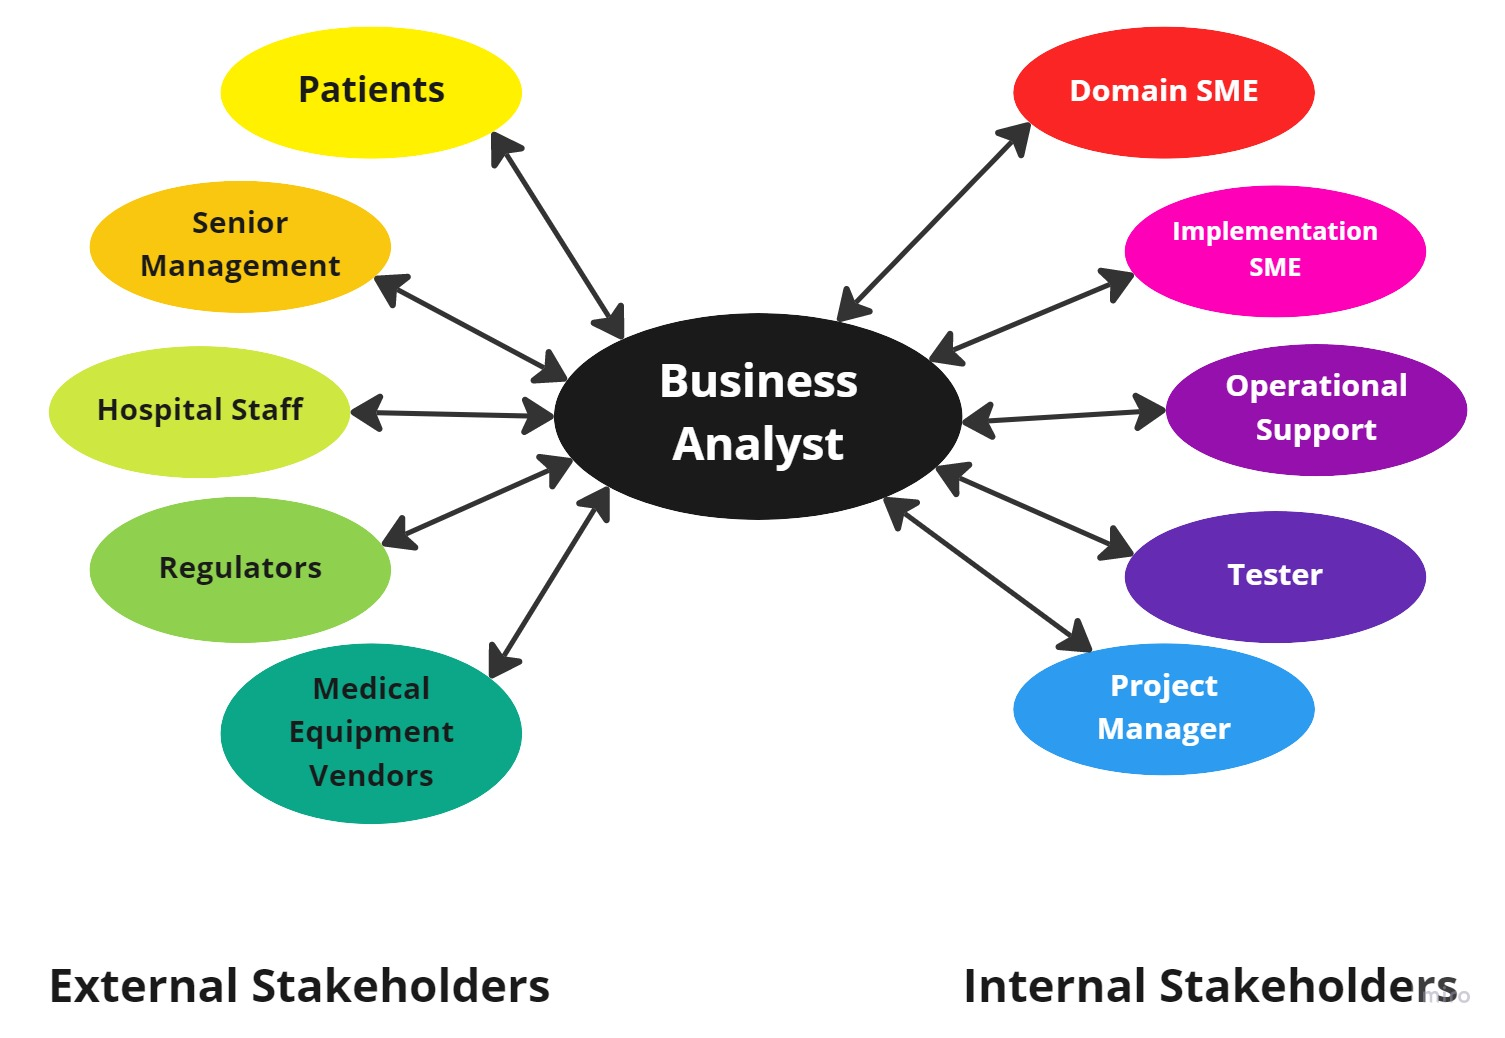 Patients
Senior
Management
Hospital Staff
Regulators
Medical
Equipment
Vendors
Business
Analyst
Domain SME
Implementation
SME
Operational
Support
Tester
Project
Manager
External Stakeholders
Internal Stakeholders
miro